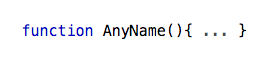 function AnyName(){ ... }